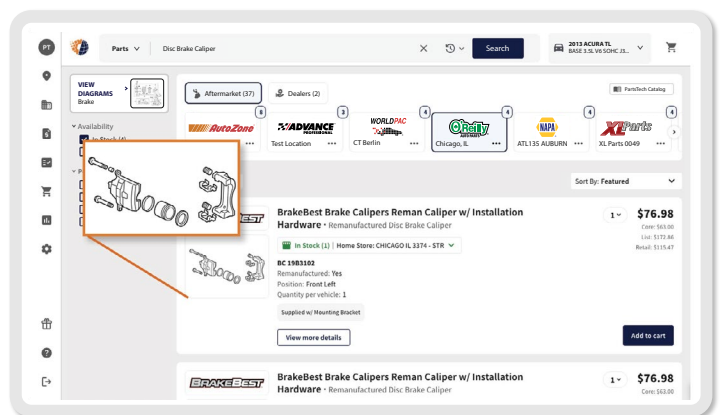 PT
Parts
Disc Brake Caliper
Search
2013 ACURA TL
BASE 3.5L V6 SOHC J3...
VIEW
DIAGRAMS
Brake
Aftermarket (37)
Dealers (2)
PartsTech Catalog
Availability
In Stock (4)
8
AutoZone
3
ADVANCE
PROFESSIONAL
Test Location
4
WORLDPAC
CT Berlin
4
O'Reilly
AUTO PARTS
Chicago, IL
4
NAPA
ATL135 AUBURN
4
XLParts
XL Parts 0049
Sort By: Featured
BrakeBest Brake Calipers Reman Caliper w/ Installation
Hardware • Remanufactured Disc Brake Caliper
1
$76.98
Core: $63.00
List: $172.86
Retail: $115.47
In Stock (1) | Home Store: CHICAGO IL 3374 - STR
BC 19B3102
Remanufactured: Yes
Position: Front Left
Quantity per vehicle: 1
Supplied w/ Mounting Bracket
View more details
Add to cart
BRAKEBEST
BrakeBest Brake Calipers Reman Caliper w/ Installation
Hardware • Remanufactured Disc Brake Caliper
1
$76.98
Core: $63.00